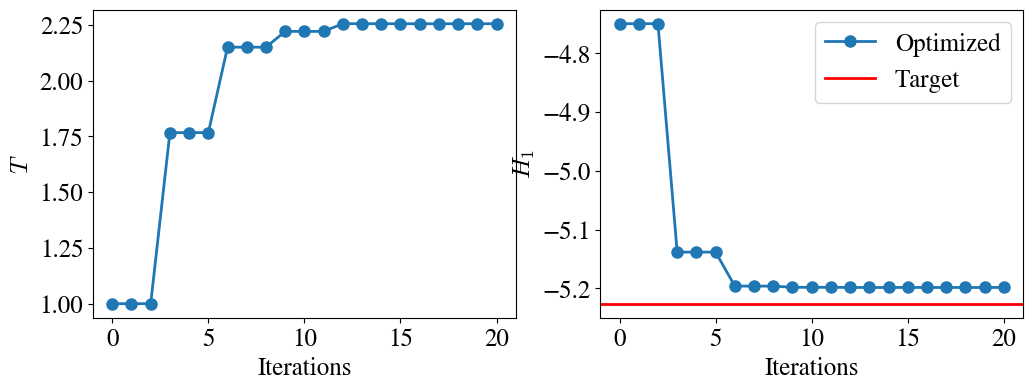 2.25
2.00
1.75
1.50
1.25
1.00
T
0 5 10 15 20
Iterations
−4.8
−4.9
−5.0
−5.1
−5.2
H₁
0 5 10 15 20
Iterations
Optimized
Target